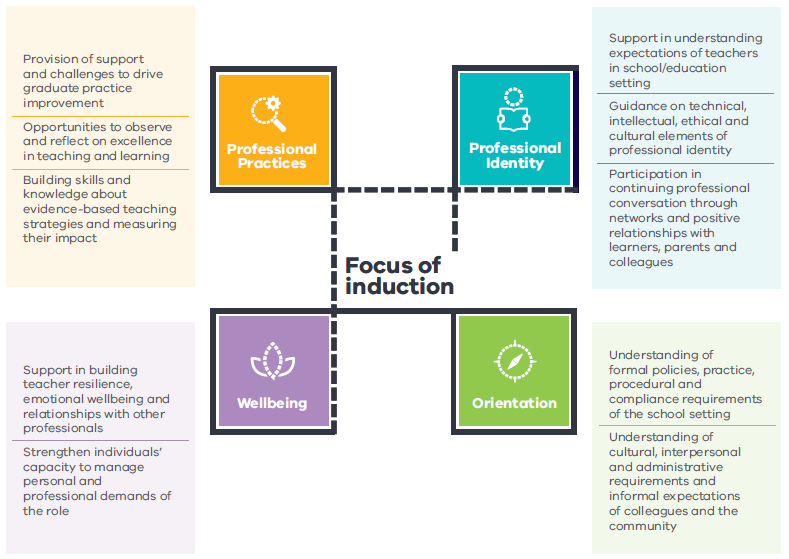 Provision of support
and challenges to drive
graduate practice
improvement
Opportunities to observe
and reflect on excellence
in teaching and learning
Building skills and
knowledge about
evidence-based teaching
strategies and measuring
their impact
Professional
Practices
Professional
Identity
Support in understanding
expectations of teachers
in school/education
setting
Guidance on technical,
intellectual, ethical and
cultural elements of
professional identity
Participation in
continuing professional
conversation through
networks and positive
relationships with
learners, parents and
colleagues
Focus of
induction
Support in building
teacher resilience,
emotional wellbeing and
relationships with other
professionals
Strengthen individuals'
capacity to manage
personal and
professional demands of
the role
Wellbeing
Orientation
Understanding of
formal policies, practice,
procedural and
compliance requirements
of the school setting
Understanding of
cultural, interpersonal
and administrative
requirements and
informal expectations
of colleagues and the
community